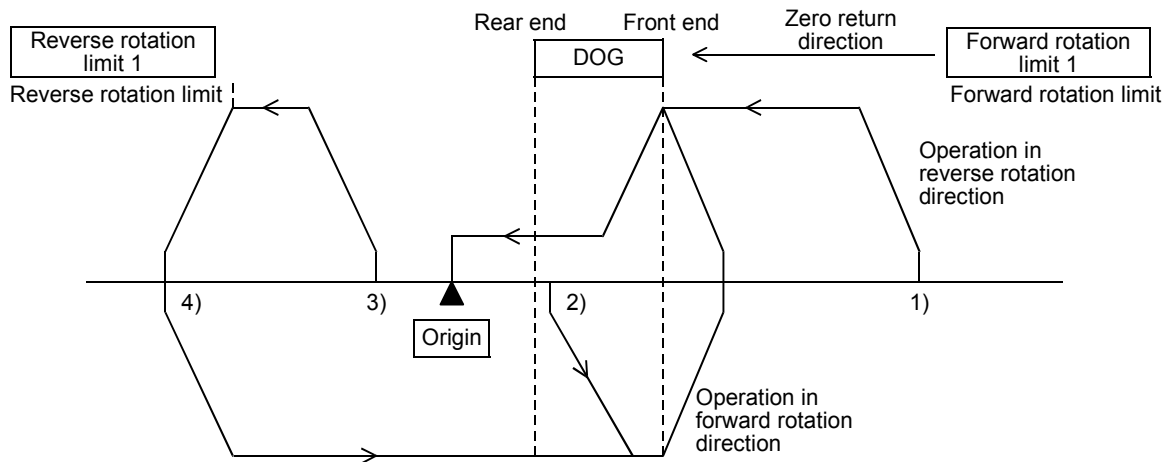 Rear end
Front end
Zero return
direction
Reverse rotation
limit 1
Reverse rotation limit
DOG
Forward rotation
limit 1
Forward rotation limit
Operation in
reverse rotation
direction
4)
3)
2)
1)
Origin
Operation in
forward rotation
direction